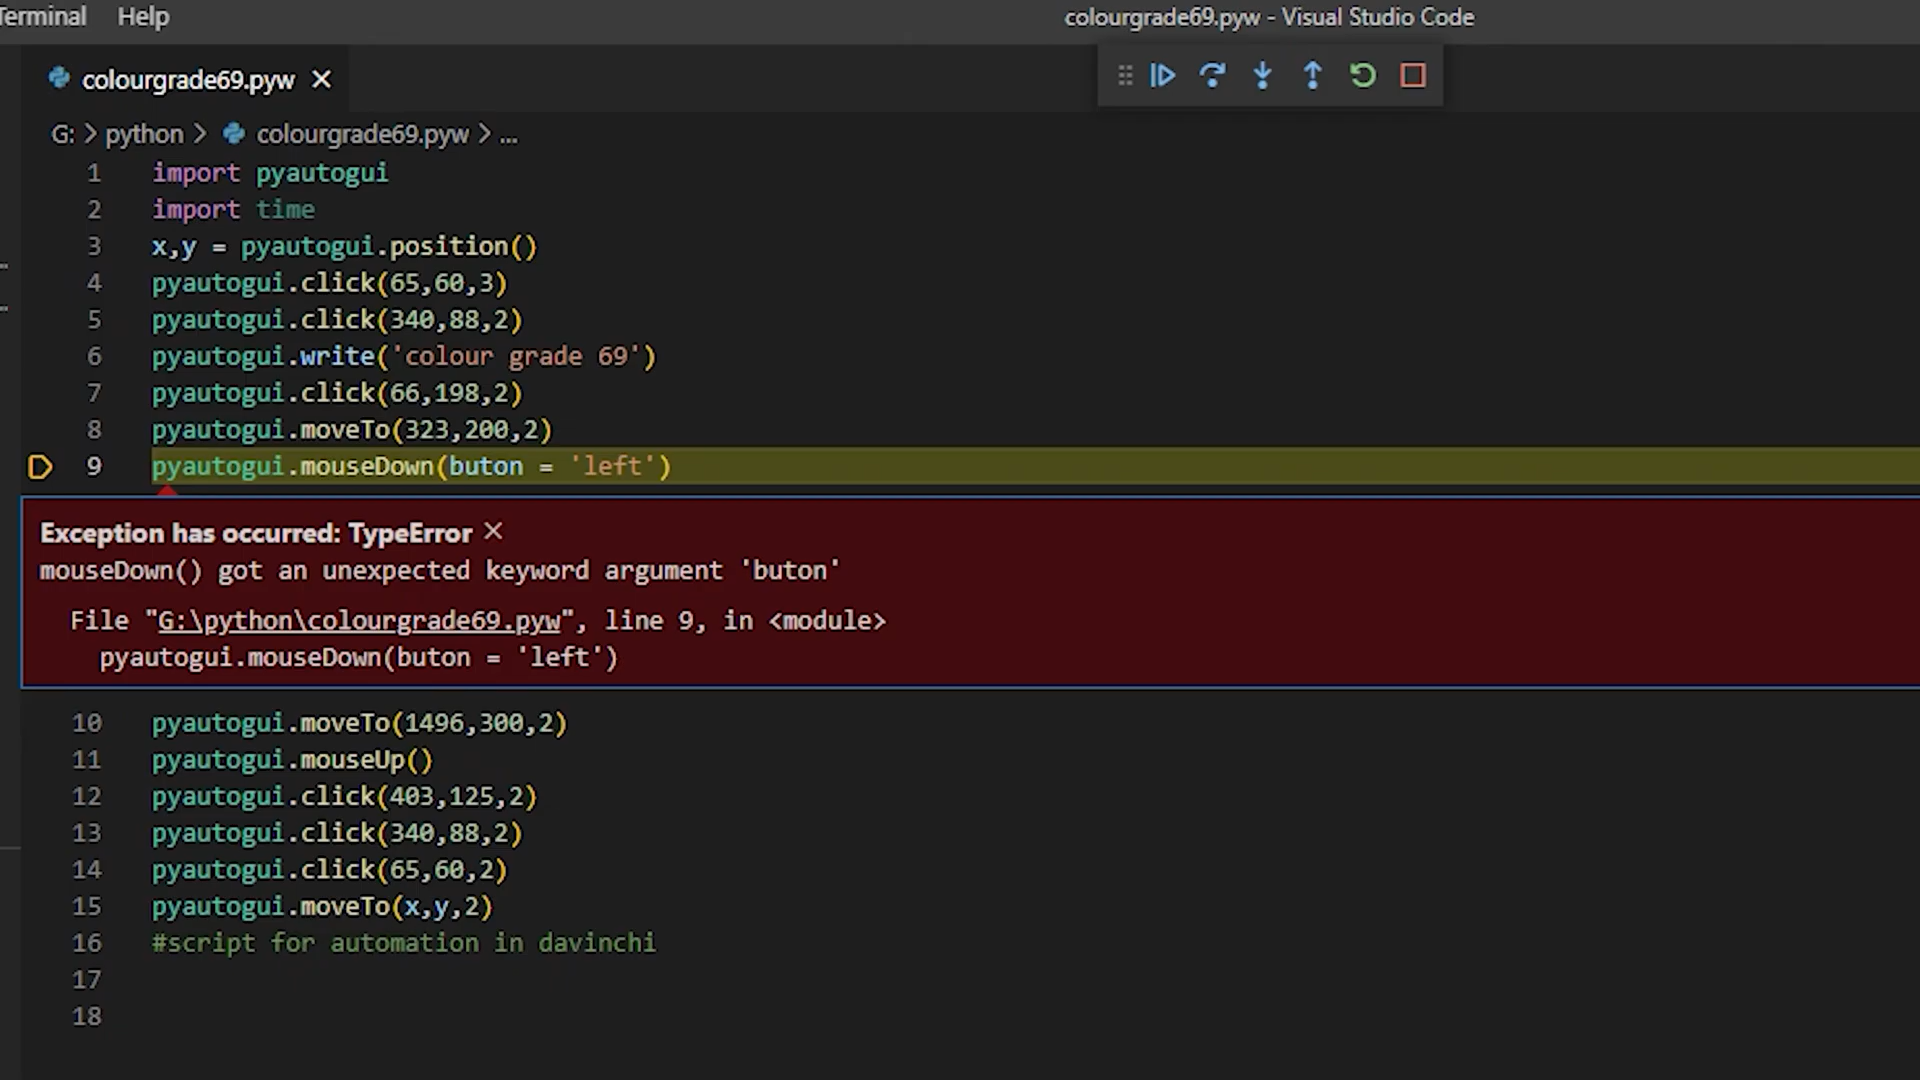 Terminal Help
colourgrade69.pyw - Visual Studio Code
colourgrade69.pyw
G: > python > colourgrade69.pyw > ...
1 import pyautogui
2 import time
3 x,y = pyautogui.position()
4 pyautogui.click(65,60,3)
5 pyautogui.click(340,88,2)
6 pyautogui.write('colour grade 69')
7 pyautogui.click(66,198,2)
8 pyautogui.moveTo(323,200,2)
9 pyautogui.mouseDown(buton = 'left')
Exception has occurred: TypeError
mouseDown() got an unexpected keyword argument 'buton'
File "G:\python\colourgrade69.pyw", line 9, in <module>
pyautogui.mouseDown(buton = 'left')
10 pyautogui.moveTo(1496,300,2)
11 pyautogui.mouseUp()
12 pyautogui.click(403,125,2)
13 pyautogui.click(340,88,2)
14 pyautogui.click(65,60,2)
15 pyautogui.moveTo(x,y,2)
16 #script for automation in davinchi
17
18